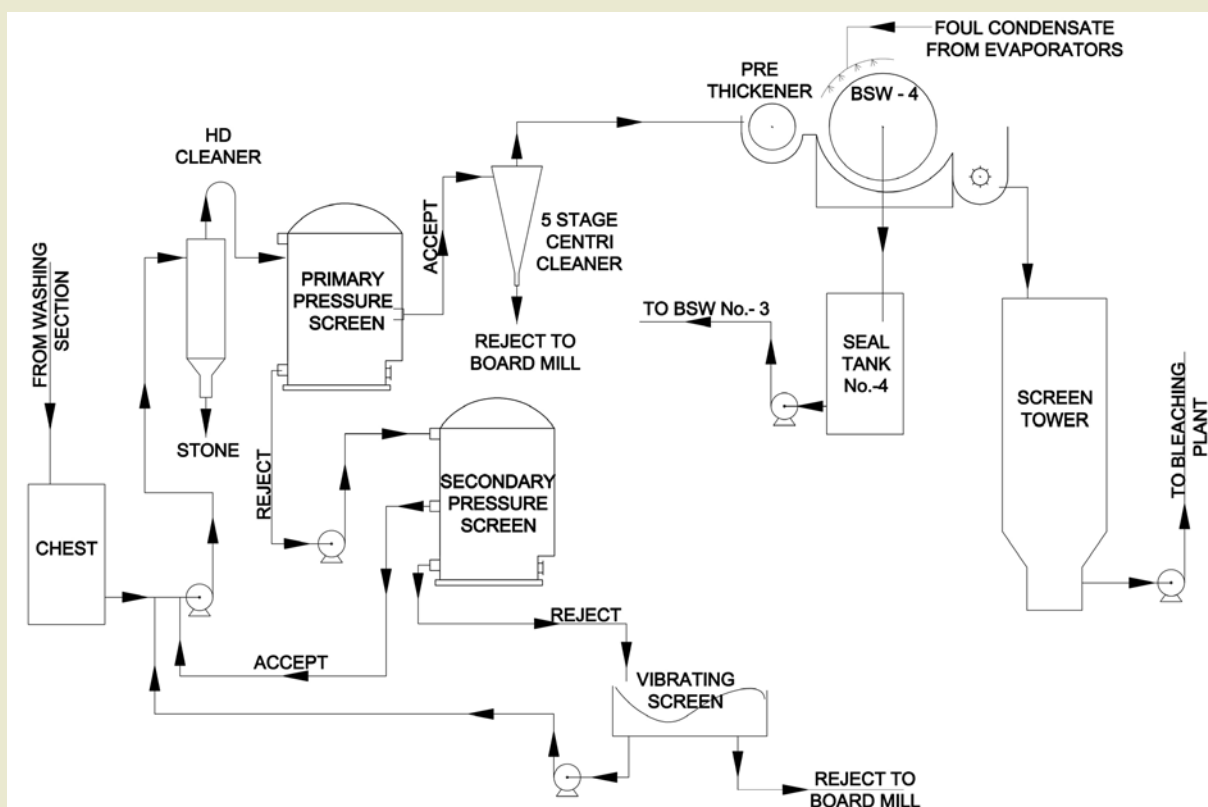 FOUL CONDENSATE
FROM EVAPORATORS
PRE
THICKENER
BSW - 4
HD
CLEANER
FROM WASHING
SECTION
PRIMARY
PRESSURE
SCREEN
ACCEPT
5 STAGE
CENTRI
CLEANER
TO BSW No.- 3
SEAL
TANK
No.-4
REJECT TO
BOARD MILL
SCREEN
TOWER
TO BLEACHING
PLANT
STONE
REJECT
SECONDARY
PRESSURE
SCREEN
CHEST
REJECT
ACCEPT
VIBRATING
SCREEN
REJECT TO
BOARD MILL